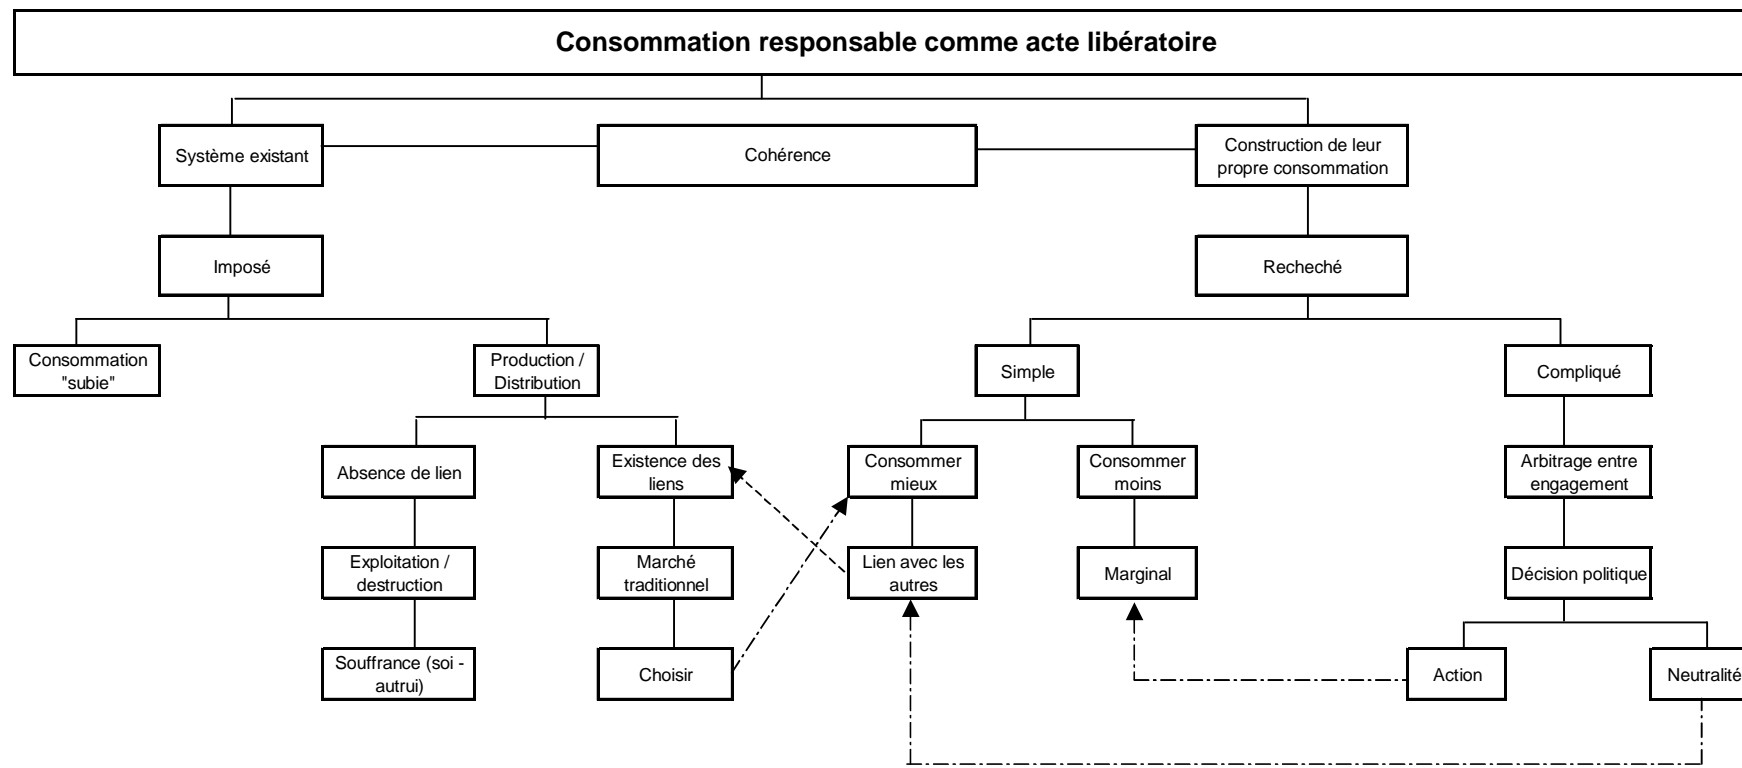 Consommation responsable comme acte libératoire
Système existant
Cohérence
Construction de leur
propre consommation
Imposé
Recheché
Consommation
"subie"
Production /
Distribution
Simple
Compliqué
Absence de lien
Existence des
liens
Consommer
mieux
Consommer
moins
Arbitrage entre
engagement
Exploitation /
destruction
Marché
traditionnel
Lien avec les
autres
Marginal
Décision politique
Souffrance (soi -
autrui)
Choisir
Action
Neutralité